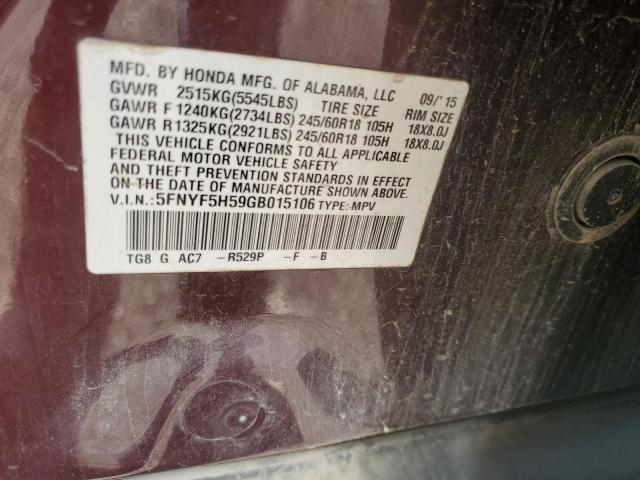 MFD. BY HONDA MFG. OF ALABAMA, LLC 09/'15
GVWR 2515KG(5545LBS) TIRE SIZE RIM SIZE
GAWR F 1240KG(2734LBS) 245/60R18 105H 18X8.0J
GAWR R 1325KG(2921LBS) 245/60R18 105H 18X8.0J
THIS VEHICLE CONFORMS TO ALL APPLICABLE
FEDERAL MOTOR VEHICLE SAFETY
AND THEFT PREVENTION STANDARDS IN EFFECT
ON THE DATE OF MANUFACTURE SHOWN ABOVE.
V.I.N.:5FNYF5H59GB015106 TYPE: MPV
TG8 G AC7 -R529P -F -B